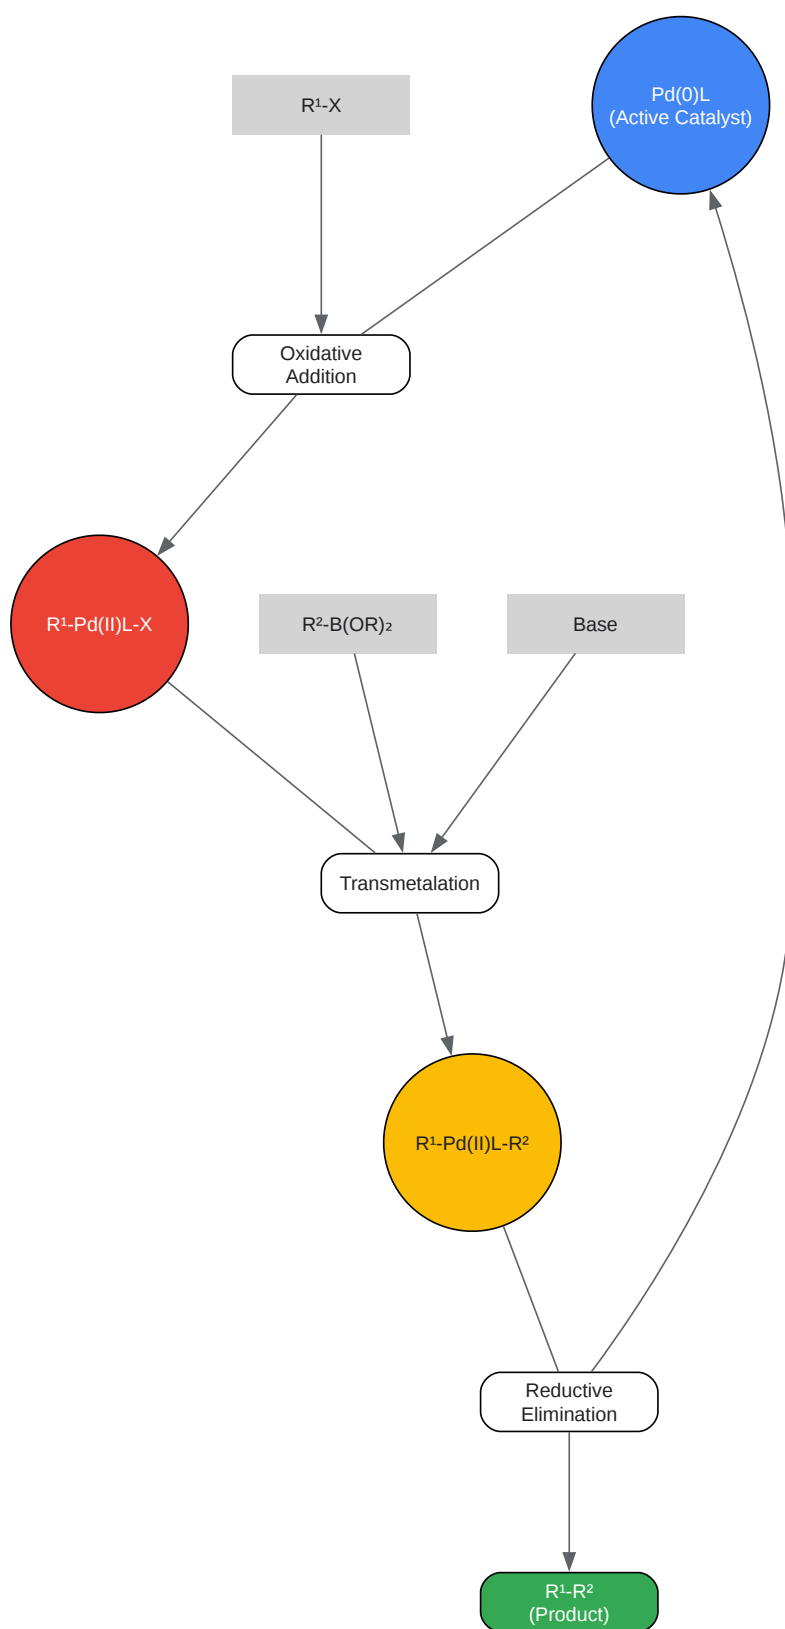 Pd(0)L
(Active Catalyst)
R¹-X
Oxidative
Addition
R¹-Pd(II)L-X
R²-B(OR)₂
Base
Transmetalation
R¹-Pd(II)L-R²
Reductive
Elimination
R¹-R²
(Product)